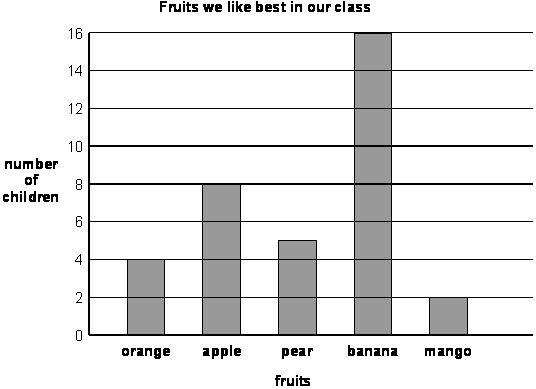 Fruits we like best in our class
16
14
12
10
8
6
4
2
0
number
of
children
orange apple pear banana mango
fruits